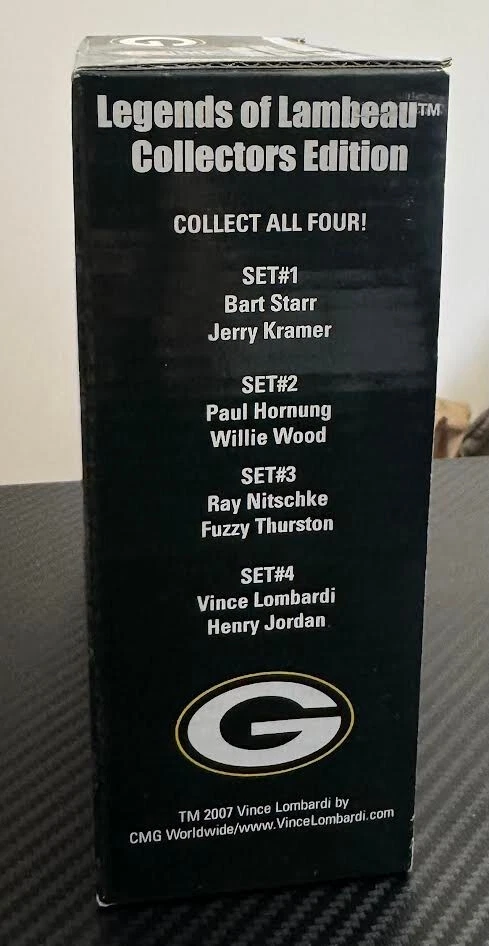 Legends of Lambeau™
Collectors Edition
COLLECT ALL FOUR!
SET#1
Bart Starr
Jerry Kramer
SET#2
Paul Hornung
Willie Wood
SET#3
Ray Nitschke
Fuzzy Thurston
SET#4
Vince Lombardi
Henry Jordan
G
TM 2007 Vince Lombardi by
CMG Worldwide/www.VinceLombardi.com